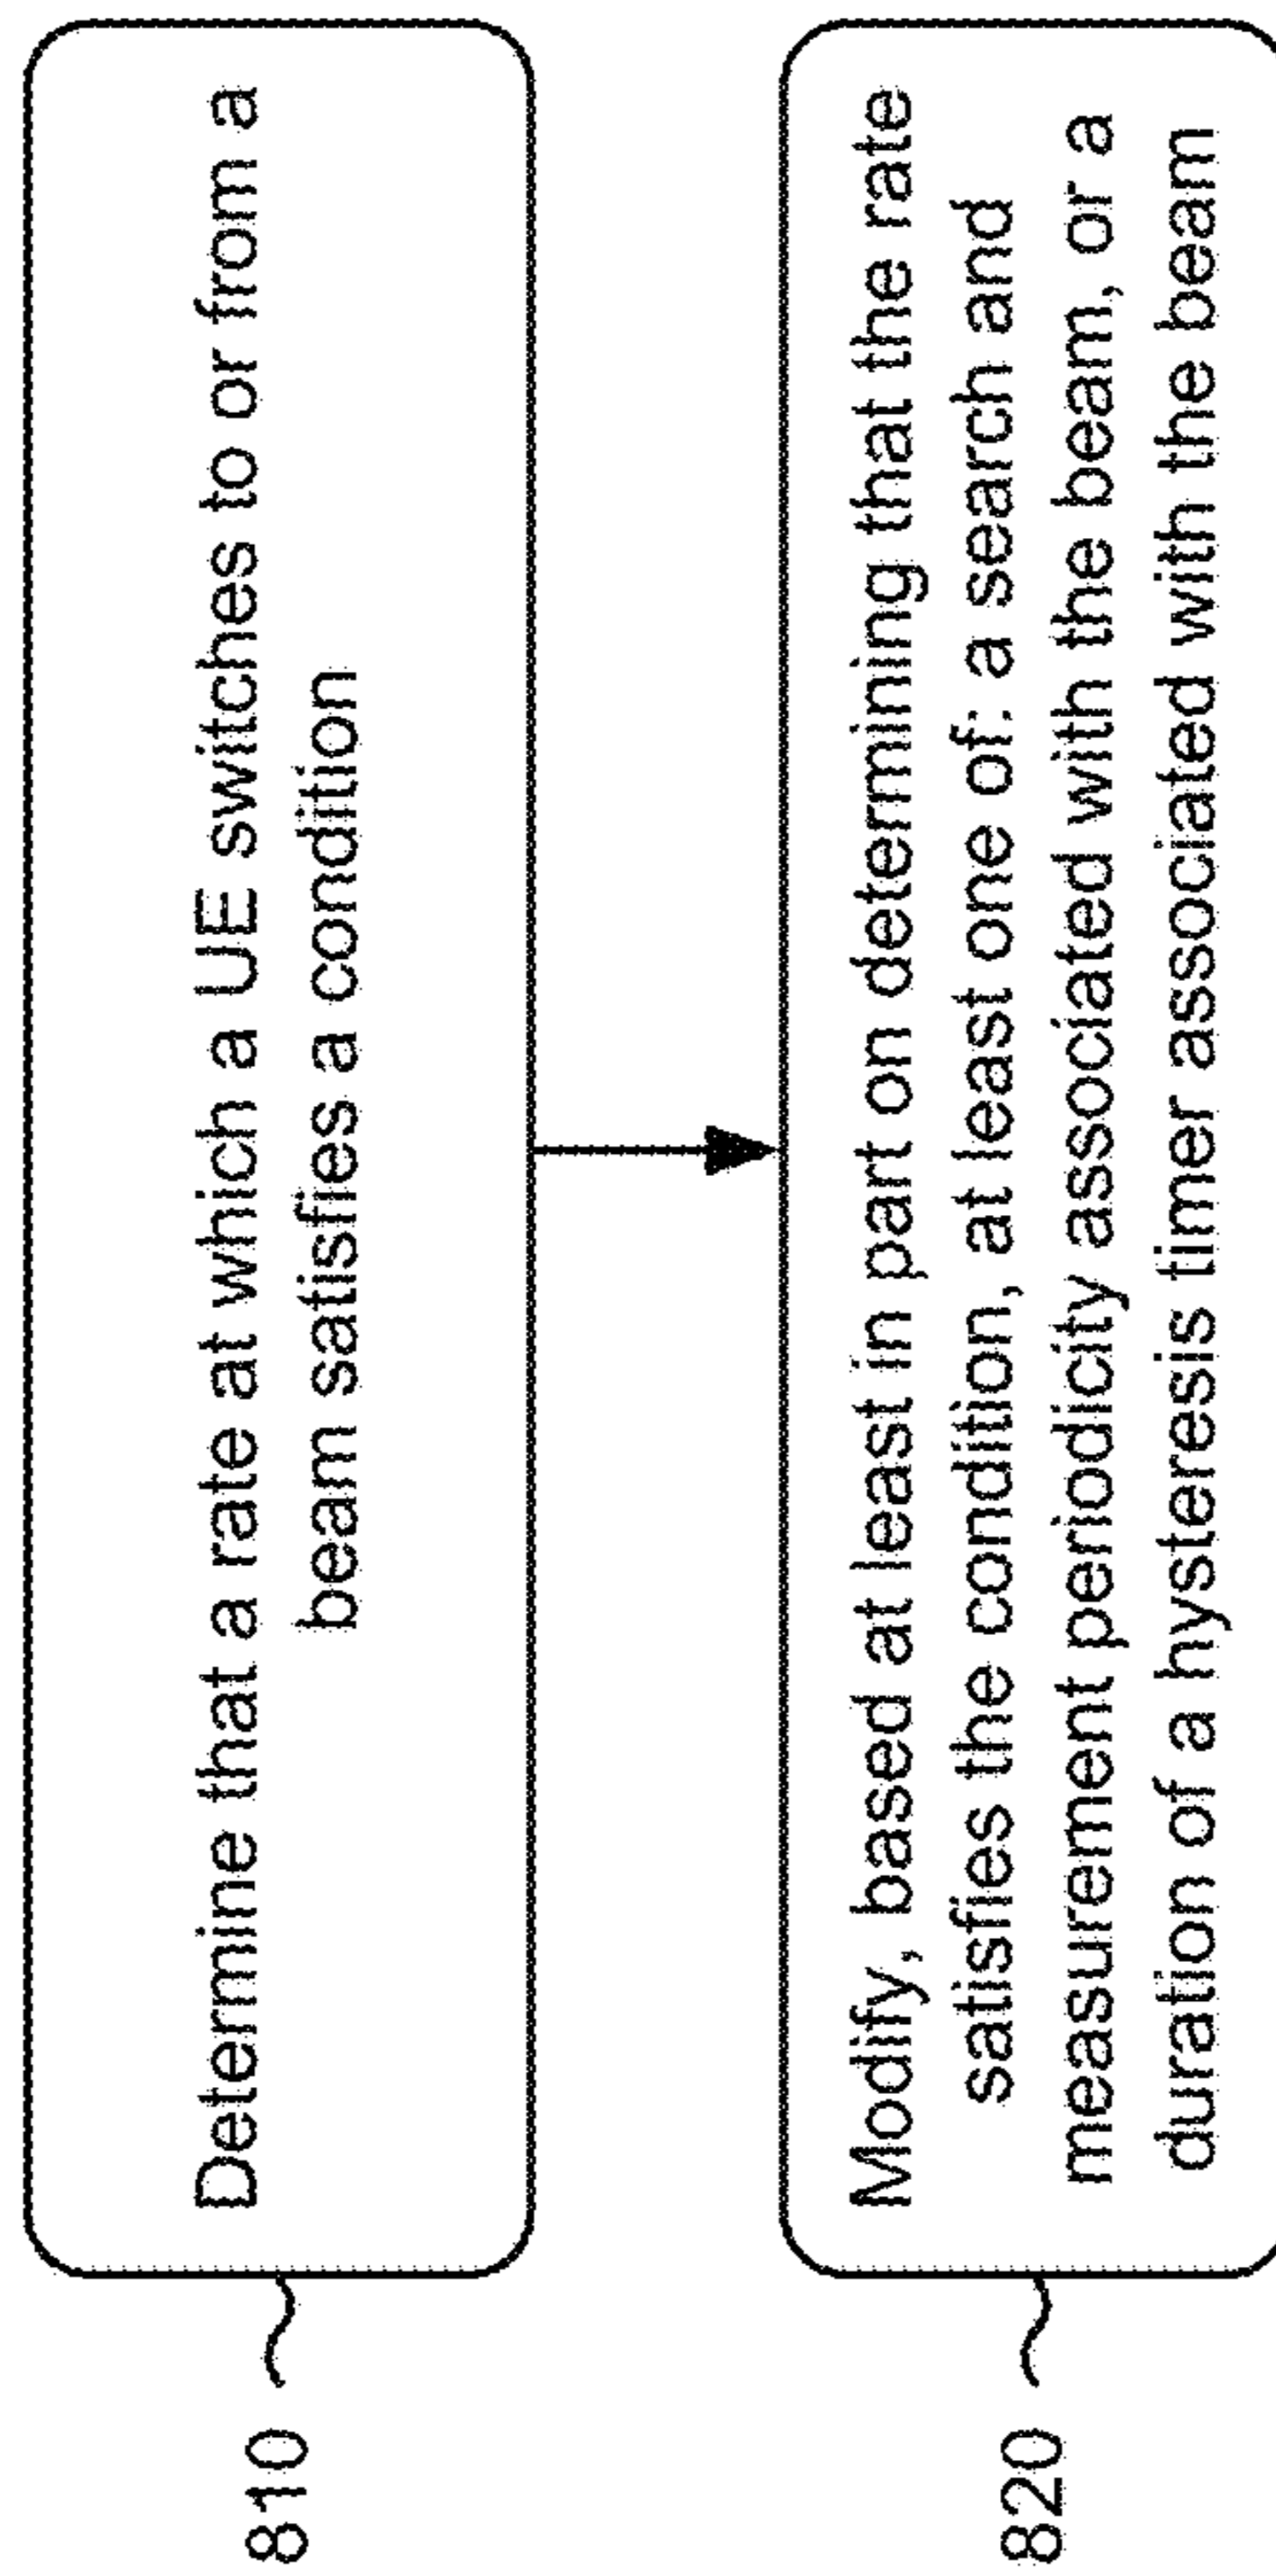 810
Determine that a rate at which a UE switches to or from a
beam satisfies a condition
820
Modify, based at least in part on determining that the rate
satisfies the condition, at least one of: a search and
measurement periodicity associated with the beam, or a
duration of a hysteresis timer associated with the beam